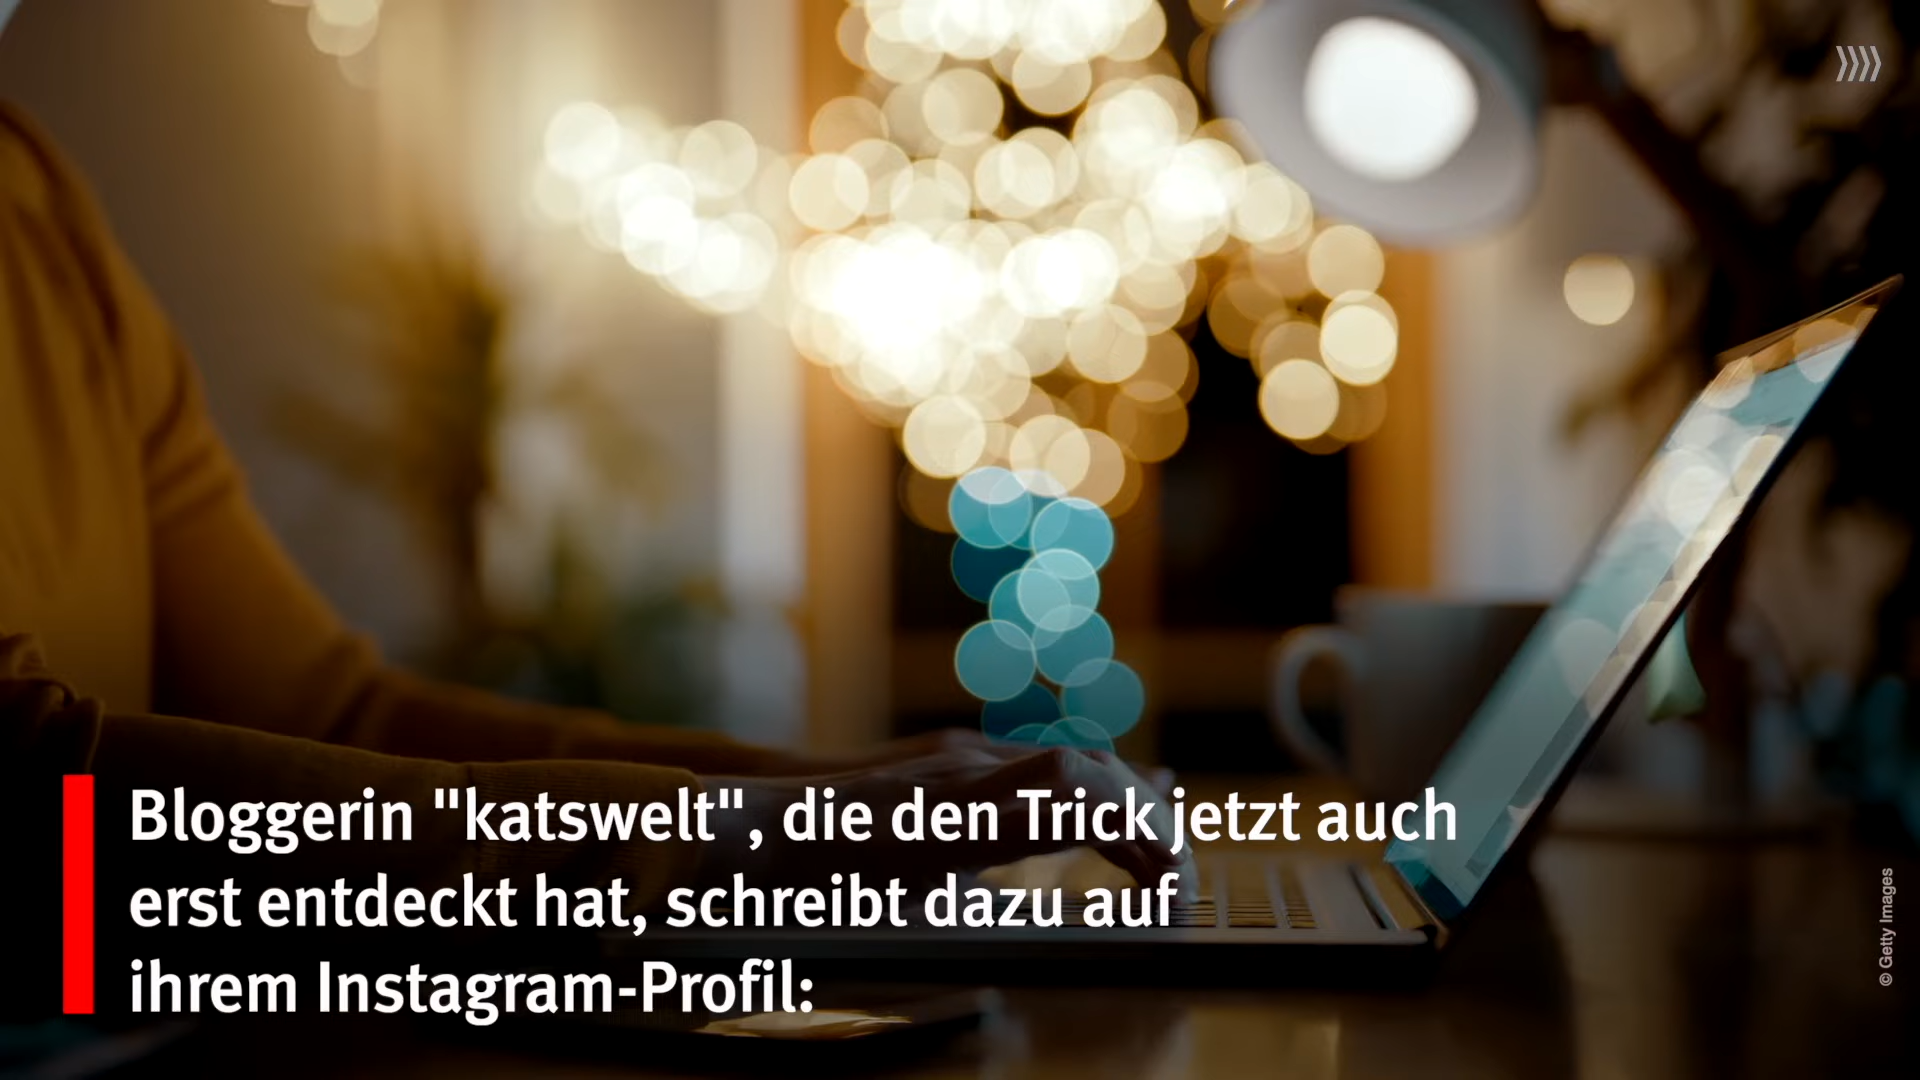 Bloggerin "katswelt", die den Trick jetzt auch
erst entdeckt hat, schreibt dazu auf
ihrem Instagram-Profil:
© Getty Images